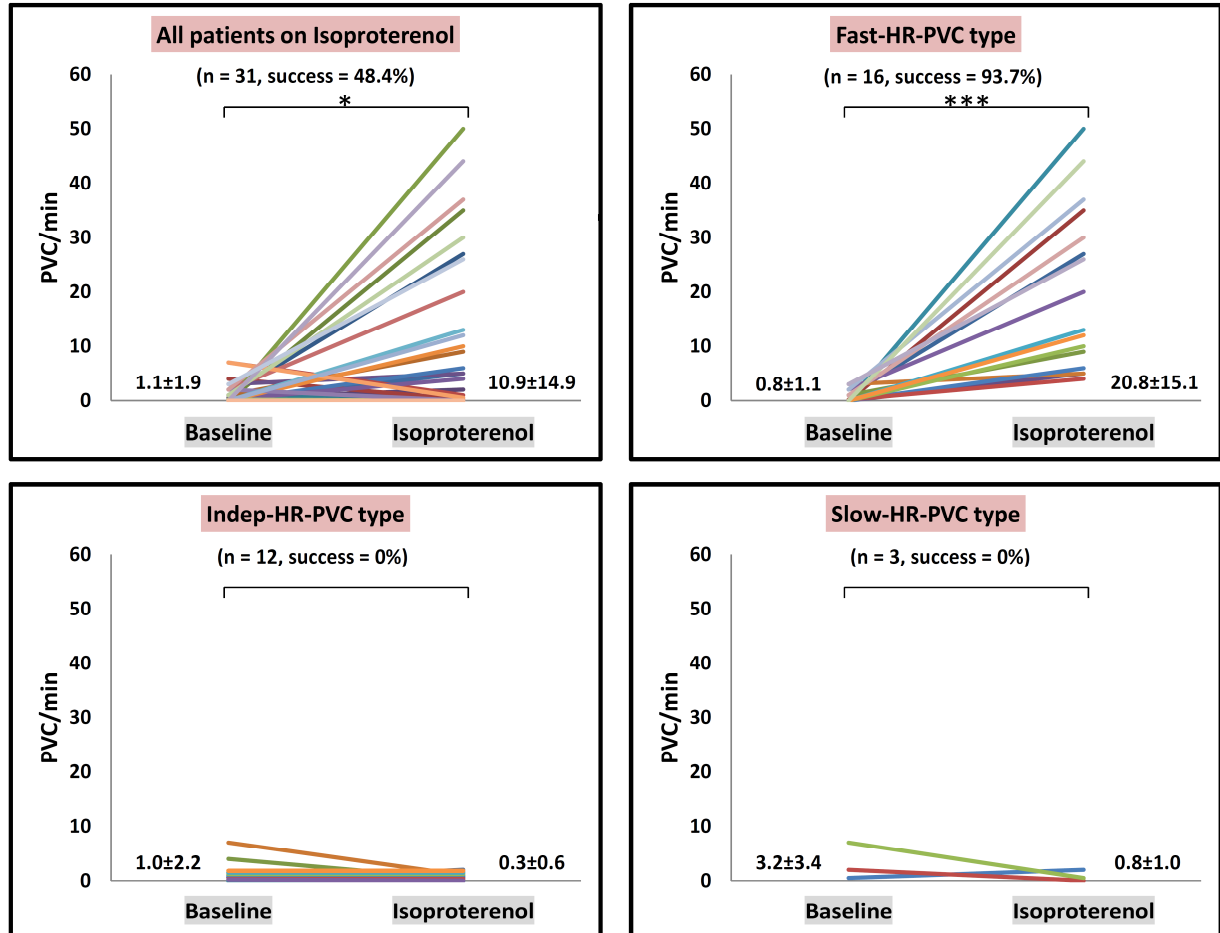 All patients on Isoproterenol
(n = 31, success = 48.4%)
*
60
50
40
30
20
10
0
PVC/min
1.1±1.9
10.9±14.9
Baseline
Isoproterenol
Fast-HR-PVC type
(n = 16, success = 93.7%)
***
60
50
40
30
20
10
0
PVC/min
0.8±1.1
20.8±15.1
Baseline
Isoproterenol
Indep-HR-PVC type
(n = 12, success = 0%)
60
50
40
30
20
10
0
PVC/min
1.0±2.2
0.3±0.6
Baseline
Isoproterenol
Slow-HR-PVC type
(n = 3, success = 0%)
60
50
40
30
20
10
0
PVC/min
3.2±3.4
0.8±1.0
Baseline
Isoproterenol